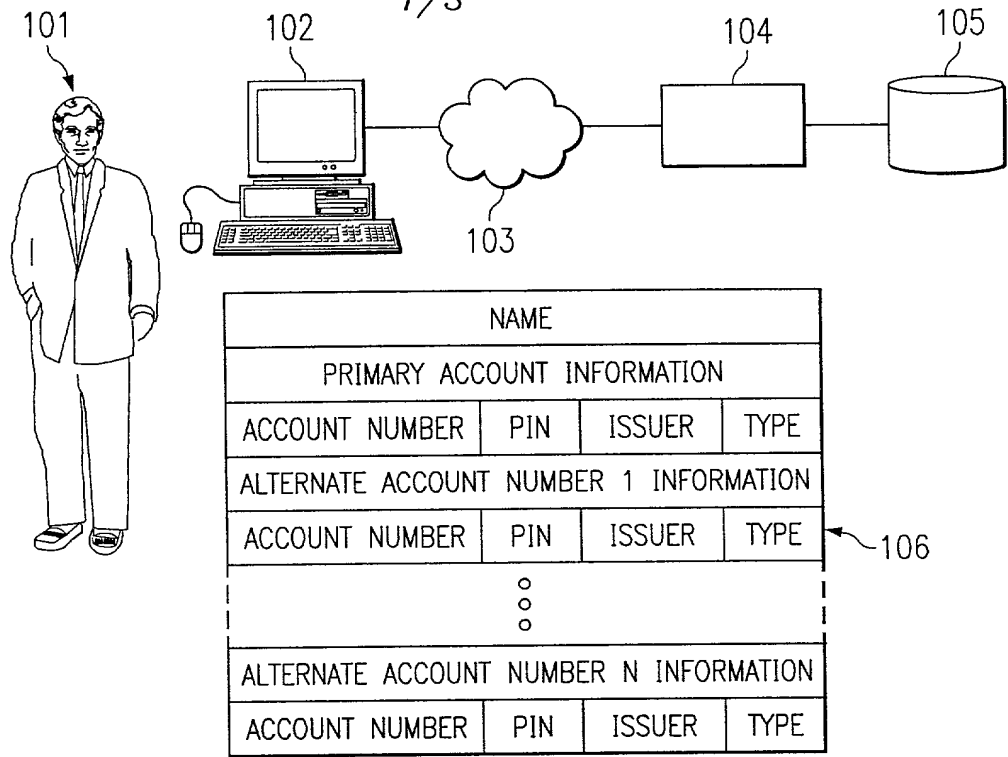 1/3
101
102
104
105
103
NAME
PRIMARY ACCOUNT INFORMATION
ACCOUNT NUMBER PIN ISSUER TYPE
ALTERNATE ACCOUNT NUMBER 1 INFORMATION
ACCOUNT NUMBER PIN ISSUER TYPE
106
ALTERNATE ACCOUNT NUMBER N INFORMATION
ACCOUNT NUMBER PIN ISSUER TYPE